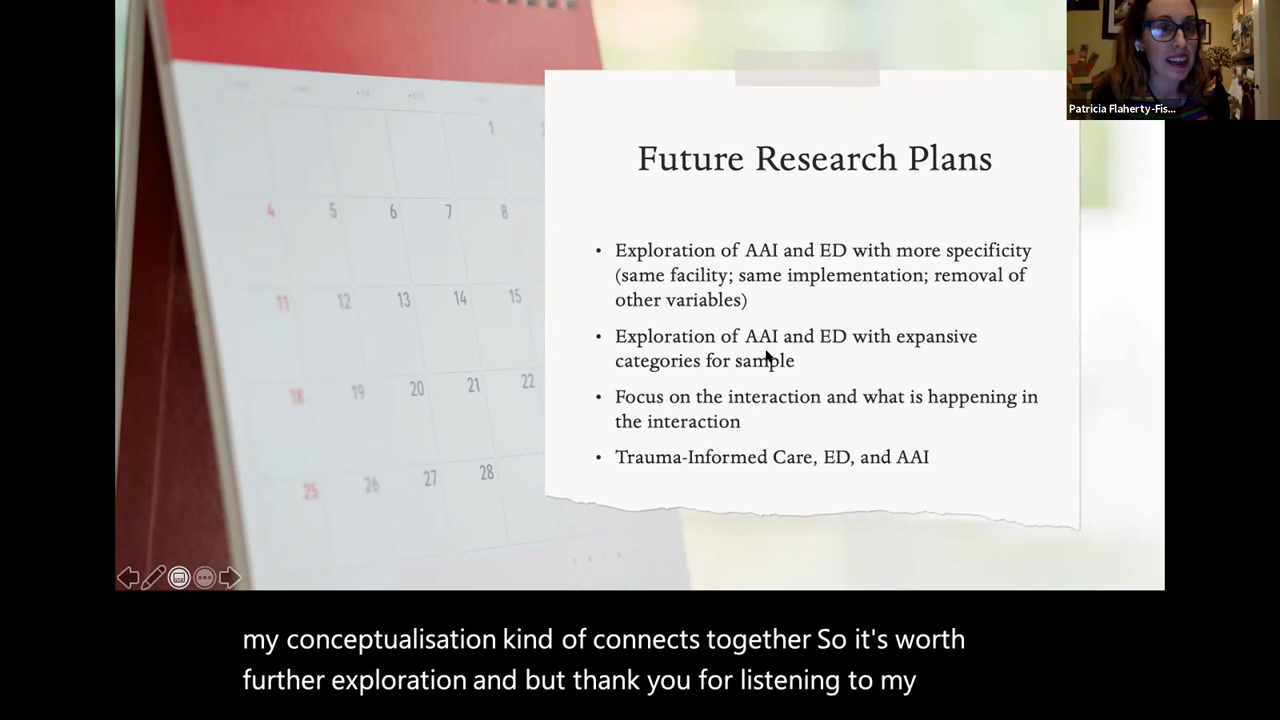 Patricia Flaherty-Fis...
Future Research Plans
• Exploration of AAI and ED with more specificity
(same facility; same implementation; removal of
other variables)
• Exploration of AAI and ED with expansive
categories for sample
• Focus on the interaction and what is happening in
the interaction
• Trauma-Informed Care, ED, and AAI
1
4 5 6 7 8
11 12 13 14 15
18 19 20 21 22
25 26 27 28
my conceptualisation kind of connects together So it's worth
further exploration and but thank you for listening to my